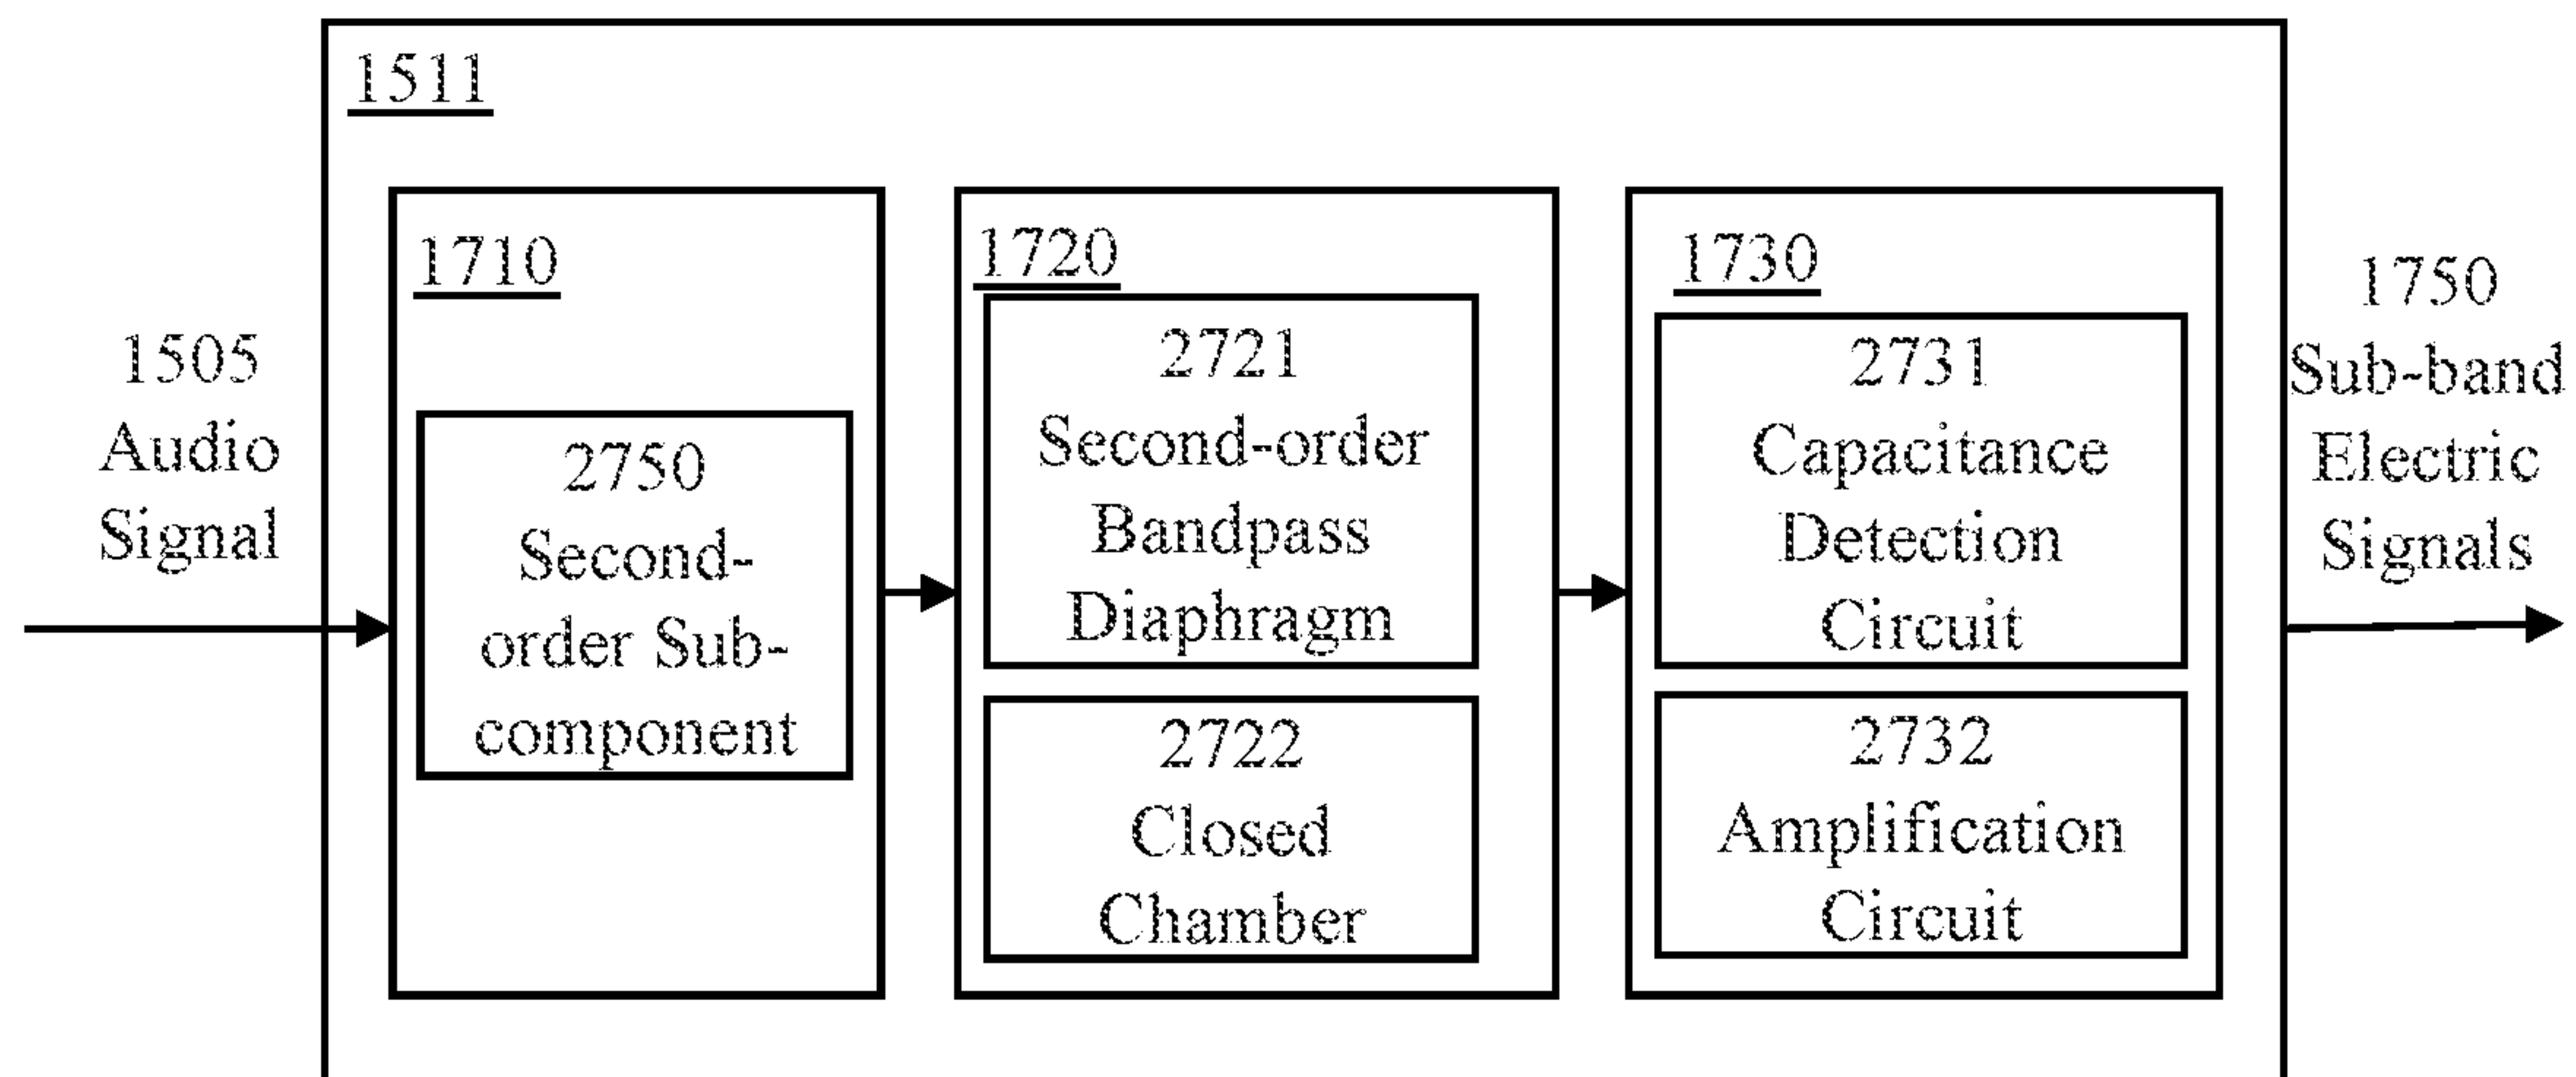 1511
1505
Audio
Signal
1710
2750
Second-
order Sub-
component
1720
2721
Second-order
Bandpass
Diaphragm
2722
Closed
Chamber
1730
2731
Capacitance
Detection
Circuit
2732
Amplification
Circuit
1750
Sub-band
Electric
Signals